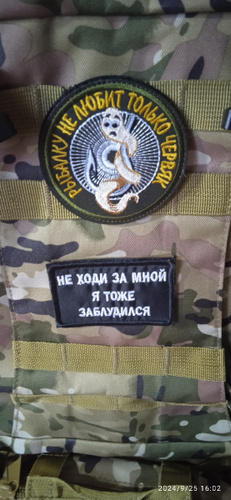 РЫБАЛКУ НЕ ЛЮБИТ ТОЛЬКО ЧЕРВЯК
НЕ ХОДИ ЗА МНОЙ
Я ТОЖЕ
ЗАБЛУДИЛСЯ
2024/9/25 16:02